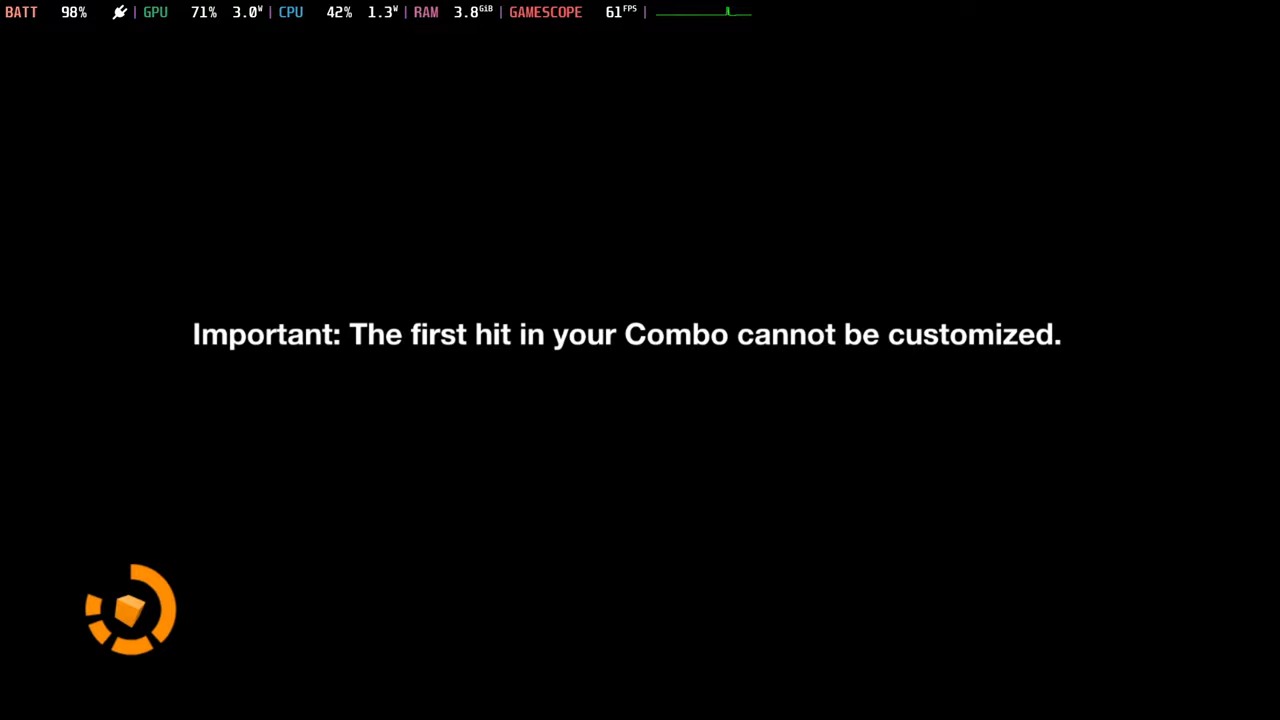 BATT 98% | GPU 71% 3.0W | CPU 42% 1.3W | RAM 3.8GiB | GAMESCOPE 61FPS |
Important: The first hit in your Combo cannot be customized.